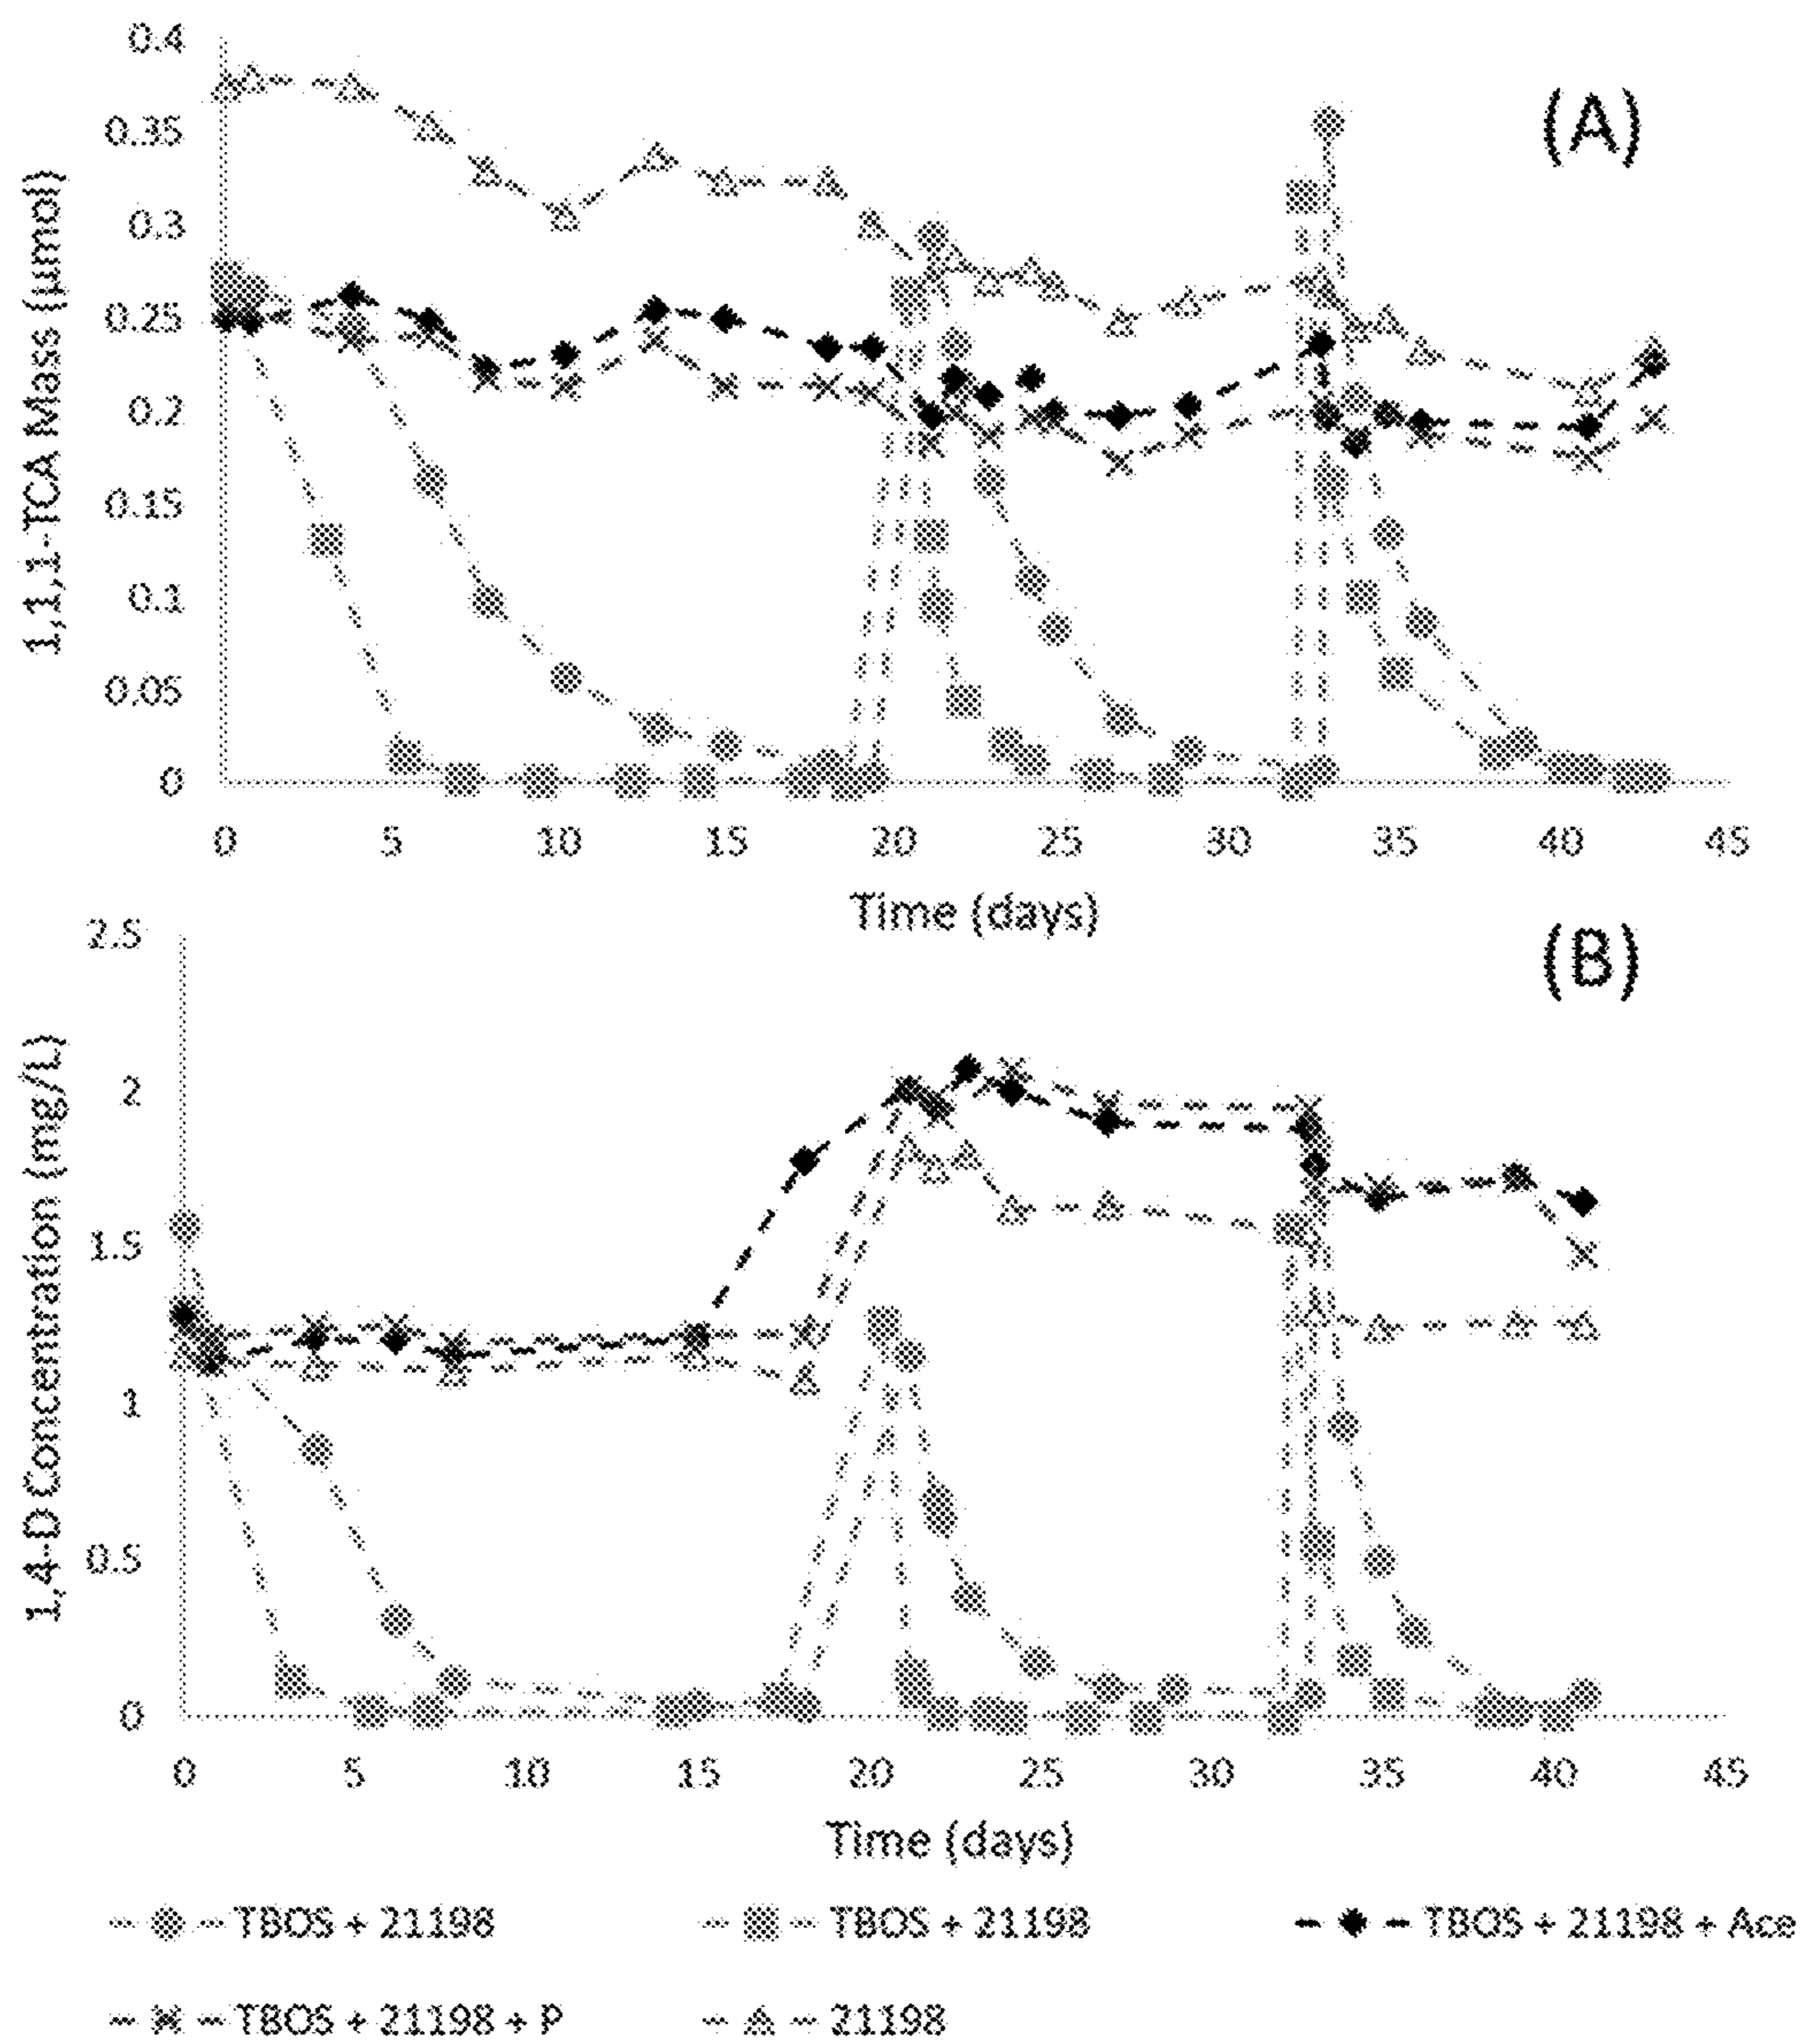 0.4
(A)
0.35
0.3
0.25
0.2
0.15
0.1
0.05
0
1,1,1-TCA Mass (µmol)
0 5 10 15 20 25 30 35 40 45
Time (days)
2.5
(B)
2
1.5
1
0.5
0
1,4-D Concentration (mg/L)
0 5 10 15 20 25 30 35 40 45
Time (days)
TBOS + 21198 TBOS + 21198 TBOS + 21198 + Ace
TBOS + 21198 + P 21198